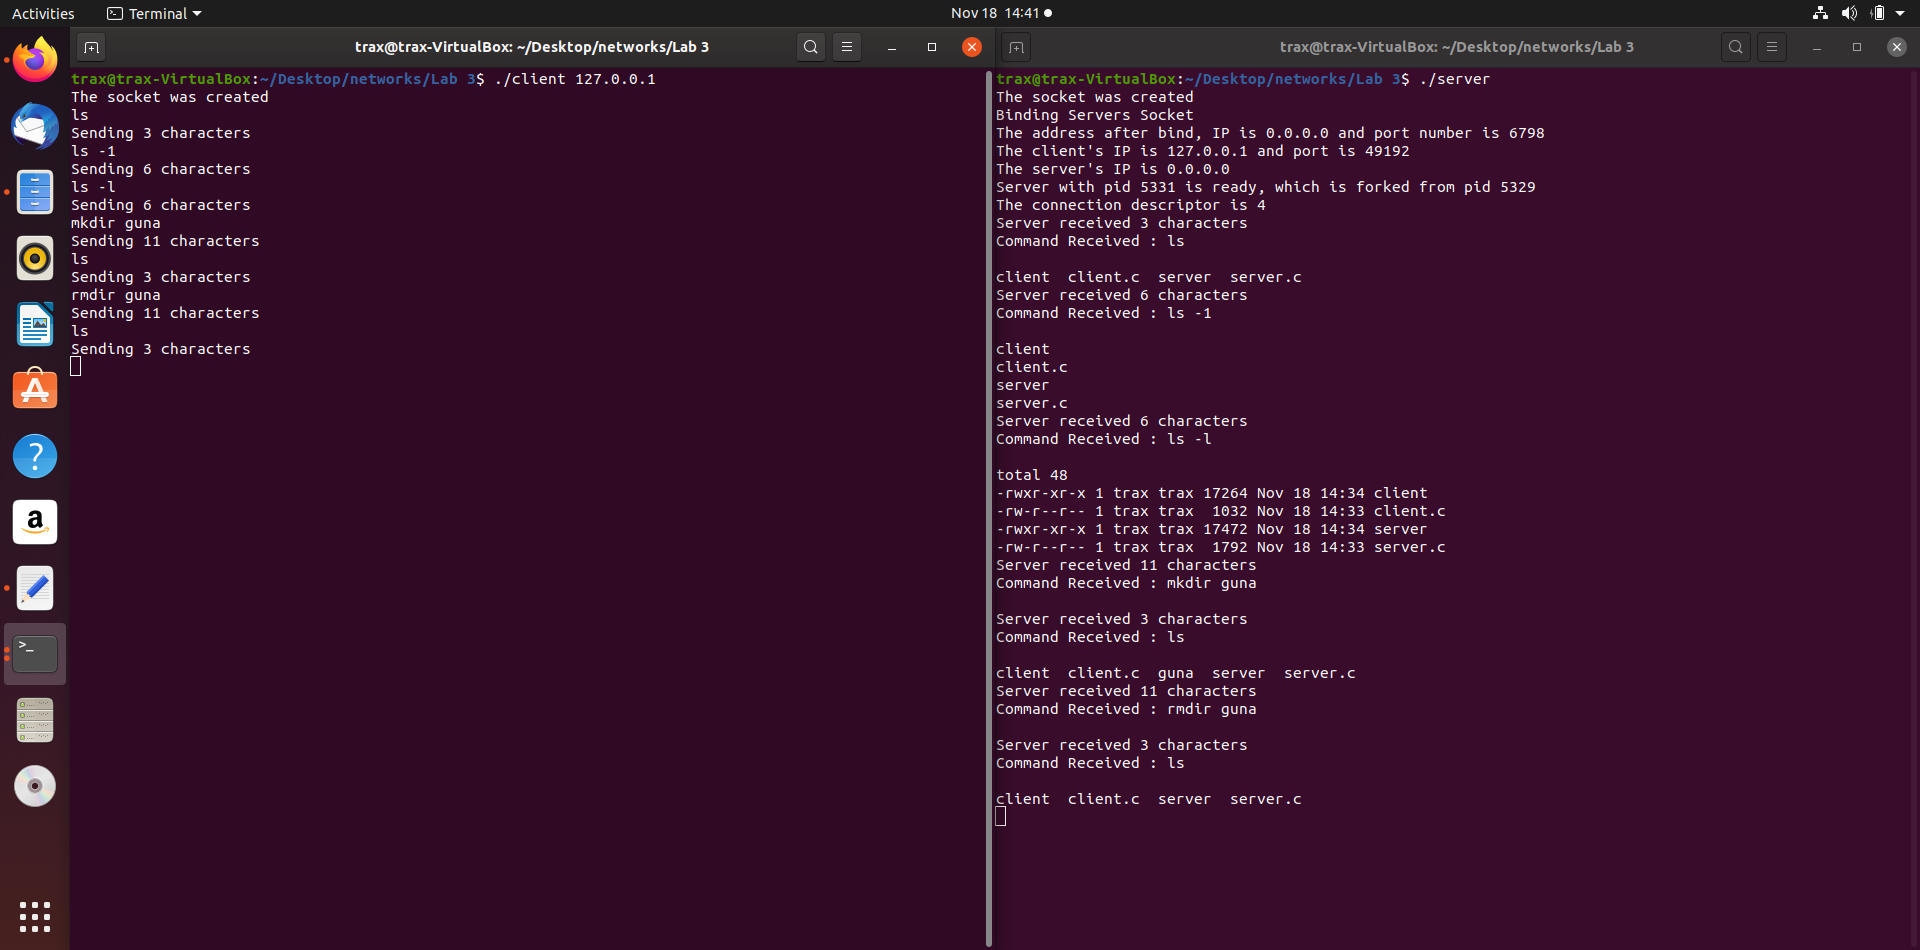 Activities
Terminal
Nov 18 14:41
trax@trax-VirtualBox: ~/Desktop/networks/Lab 3
trax@trax-VirtualBox:~/Desktop/networks/Lab 3$ ./client 127.0.0.1
The socket was created
ls
Sending 3 characters
ls -1
Sending 6 characters
ls -l
Sending 6 characters
mkdir guna
Sending 11 characters
ls
Sending 3 characters
rmdir guna
Sending 11 characters
ls
Sending 3 characters
trax@trax-VirtualBox: ~/Desktop/networks/Lab 3
trax@trax-VirtualBox:~/Desktop/networks/Lab 3$ ./server
The socket was created
Binding Servers Socket
The address after bind, IP is 0.0.0.0 and port number is 6798
The client's IP is 127.0.0.1 and port is 49192
The server's IP is 0.0.0.0
Server with pid 5331 is ready, which is forked from pid 5329
The connection descriptor is 4
Server received 3 characters
Command Received : ls
client  client.c  server  server.c
Server received 6 characters
Command Received : ls -1
client
client.c
server
server.c
Server received 6 characters
Command Received : ls -l
total 48
-rwxr-xr-x 1 trax trax 17264 Nov 18 14:34 client
-rw-r--r-- 1 trax trax  1032 Nov 18 14:33 client.c
-rwxr-xr-x 1 trax trax 17472 Nov 18 14:34 server
-rw-r--r-- 1 trax trax  1792 Nov 18 14:33 server.c
Server received 11 characters
Command Received : mkdir guna
Server received 3 characters
Command Received : ls
client  client.c  guna  server  server.c
Server received 11 characters
Command Received : rmdir guna
Server received 3 characters
Command Received : ls
client  client.c  server  server.c